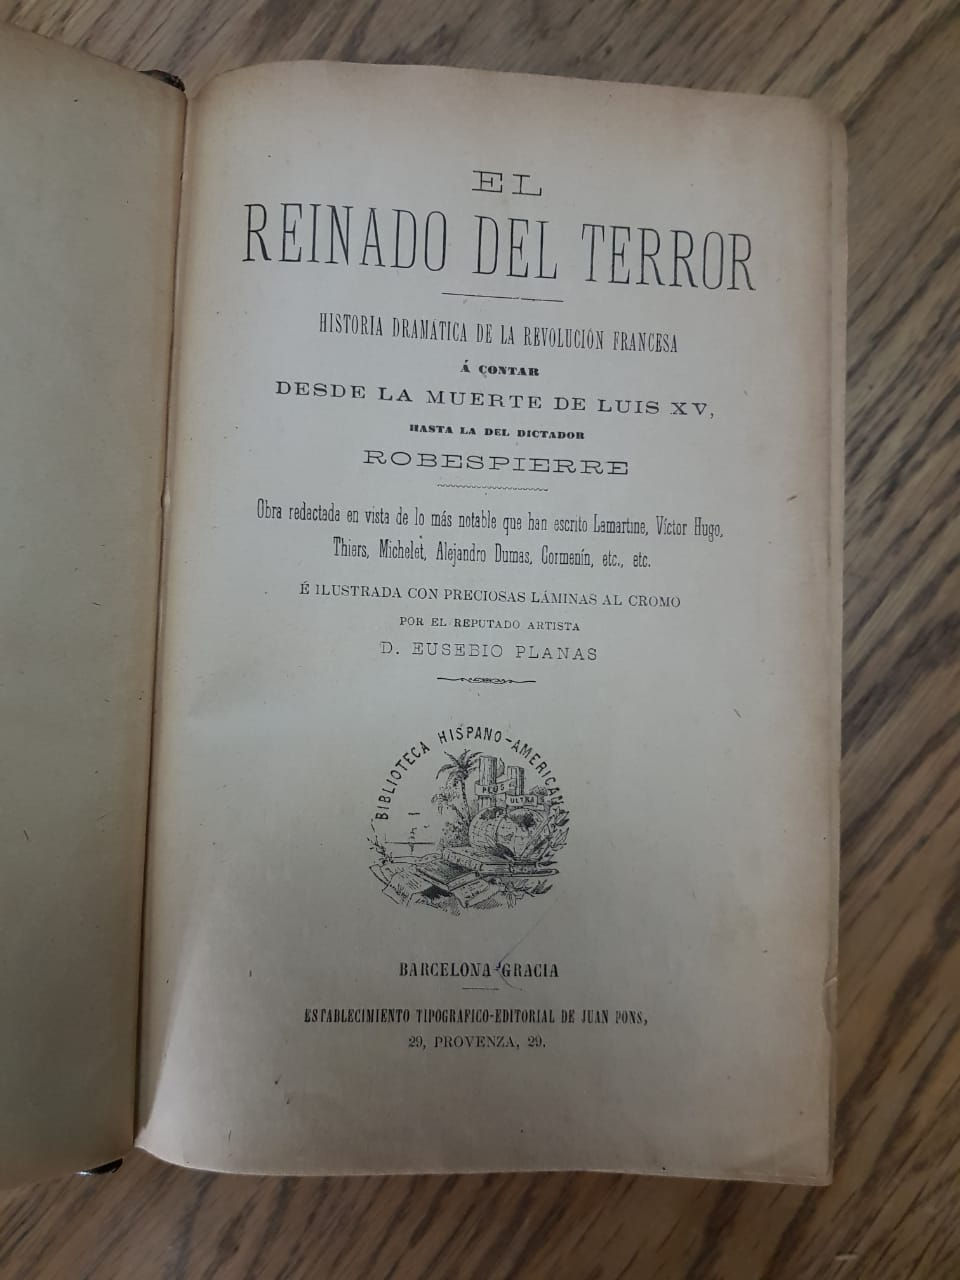 EL
REINADO DEL TERROR
HISTORIA DRAMÁTICA DE LA REVOLUCIÓN FRANCESA
Á CONTAR
DESDE LA MUERTE DE LUIS XV,
HASTA LA DEL DICTADOR
ROBESPIERRE
Obra redactada en vista de lo más notable que han escrito Lamartine, Víctor Hugo,
Thiers, Michelet, Alejandro Dumas, Cormenín, etc., etc.
É ILUSTRADA CON PRECIOSAS LÁMINAS AL CROMO
POR EL REPUTADO ARTISTA
D. EUSEBIO PLANAS
BIBLIOTECA HISPANO-AMERICANA
PLUS
ULTRA
BARCELONA-GRACIA
ESTABLECIMIENTO TIPOGRÁFICO-EDITORIAL DE JUAN PONS,
29, PROVENZA, 29.